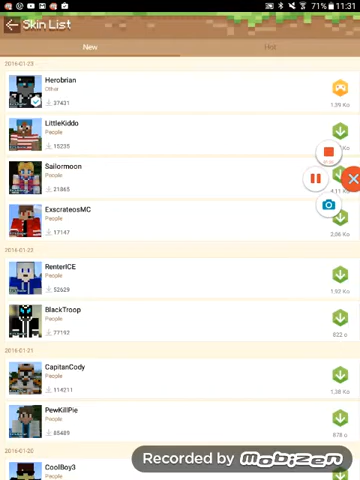 71% 11:31
Skin List
New Hot
2016-01-23
Herobrian
Other
37431
1,39 Ko
LittleKiddo
People
15235
Sailormoon
People
21865
4,11 Ko
ExscrateosMC
People
17147
2,06 Ko
2016-01-22
RenterICE
People
52629
1,92 Ko
BlackTroop
People
77192
822 o
2016-01-21
CapitanCody
People
114211
1,38 Ko
PewKillPie
People
85489
878 o
2016-01-20
CoolBoy3
People
Recorded by mobizen